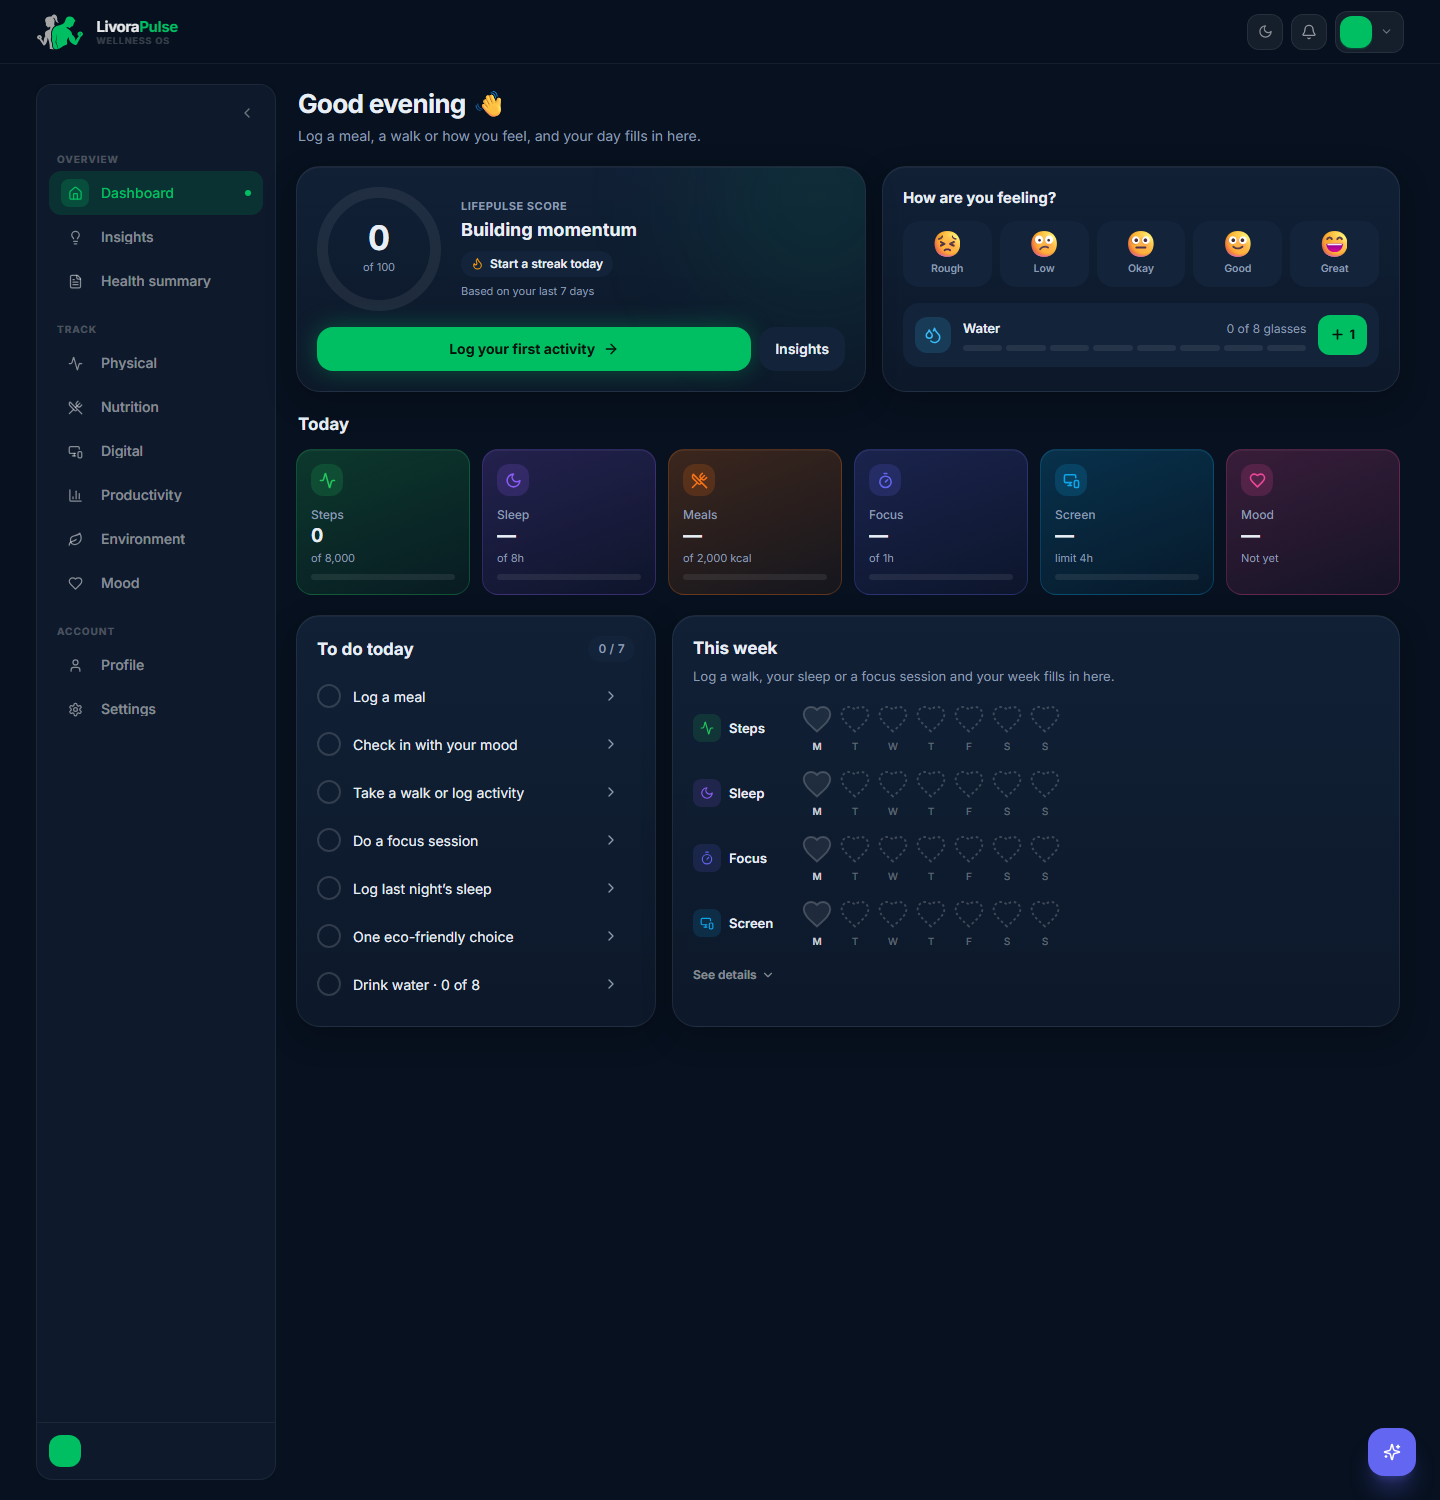 LivoraPulse
WELLNESS OS
OVERVIEW
Dashboard
Insights
Health summary
TRACK
Physical
Nutrition
Digital
Productivity
Environment
Mood
ACCOUNT
Profile
Settings
Good evening 👋
Log a meal, a walk or how you feel, and your day fills in here.
0
of 100
LIFEPULSE SCORE
Building momentum
Start a streak today
Based on your last 7 days
Log your first activity →
Insights
How are you feeling?
Rough
Low
Okay
Good
Great
Water
0 of 8 glasses
+ 1
Today
Steps
0
of 8,000
Sleep
—
of 8h
Meals
—
of 2,000 kcal
Focus
—
of 1h
Screen
—
limit 4h
Mood
—
Not yet
To do today
0 / 7
Log a meal
Check in with your mood
Take a walk or log activity
Do a focus session
Log last night’s sleep
One eco-friendly choice
Drink water · 0 of 8
This week
Log a walk, your sleep or a focus session and your week fills in here.
Steps
M T W T F S S
Sleep
M T W T F S S
Focus
M T W T F S S
Screen
M T W T F S S
See details